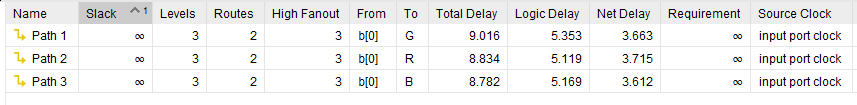 Name Slack 1 Levels Routes High Fanout From To Total Delay Logic Delay Net Delay Requirement Source Clock
Path 1 ∞ 3 2 3 b[0] G 9.016 5.353 3.663 ∞ input port clock
Path 2 ∞ 3 2 3 b[0] R 8.834 5.119 3.715 ∞ input port clock
Path 3 ∞ 3 2 3 b[0] B 8.782 5.169 3.612 ∞ input port clock